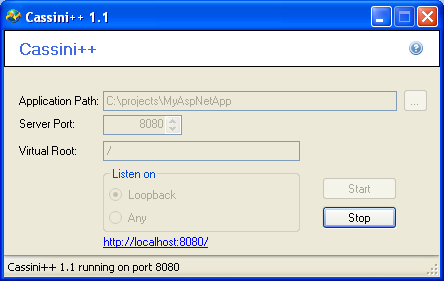 Cassini++ 1.1
Cassini++
Application Path: C:\projects\MyAspNetApp ...
Server Port: 8080
Virtual Root: /
Listen on
Loopback
Any
Start
Stop
http://localhost:8080/
Cassini++ 1.1 running on port 8080